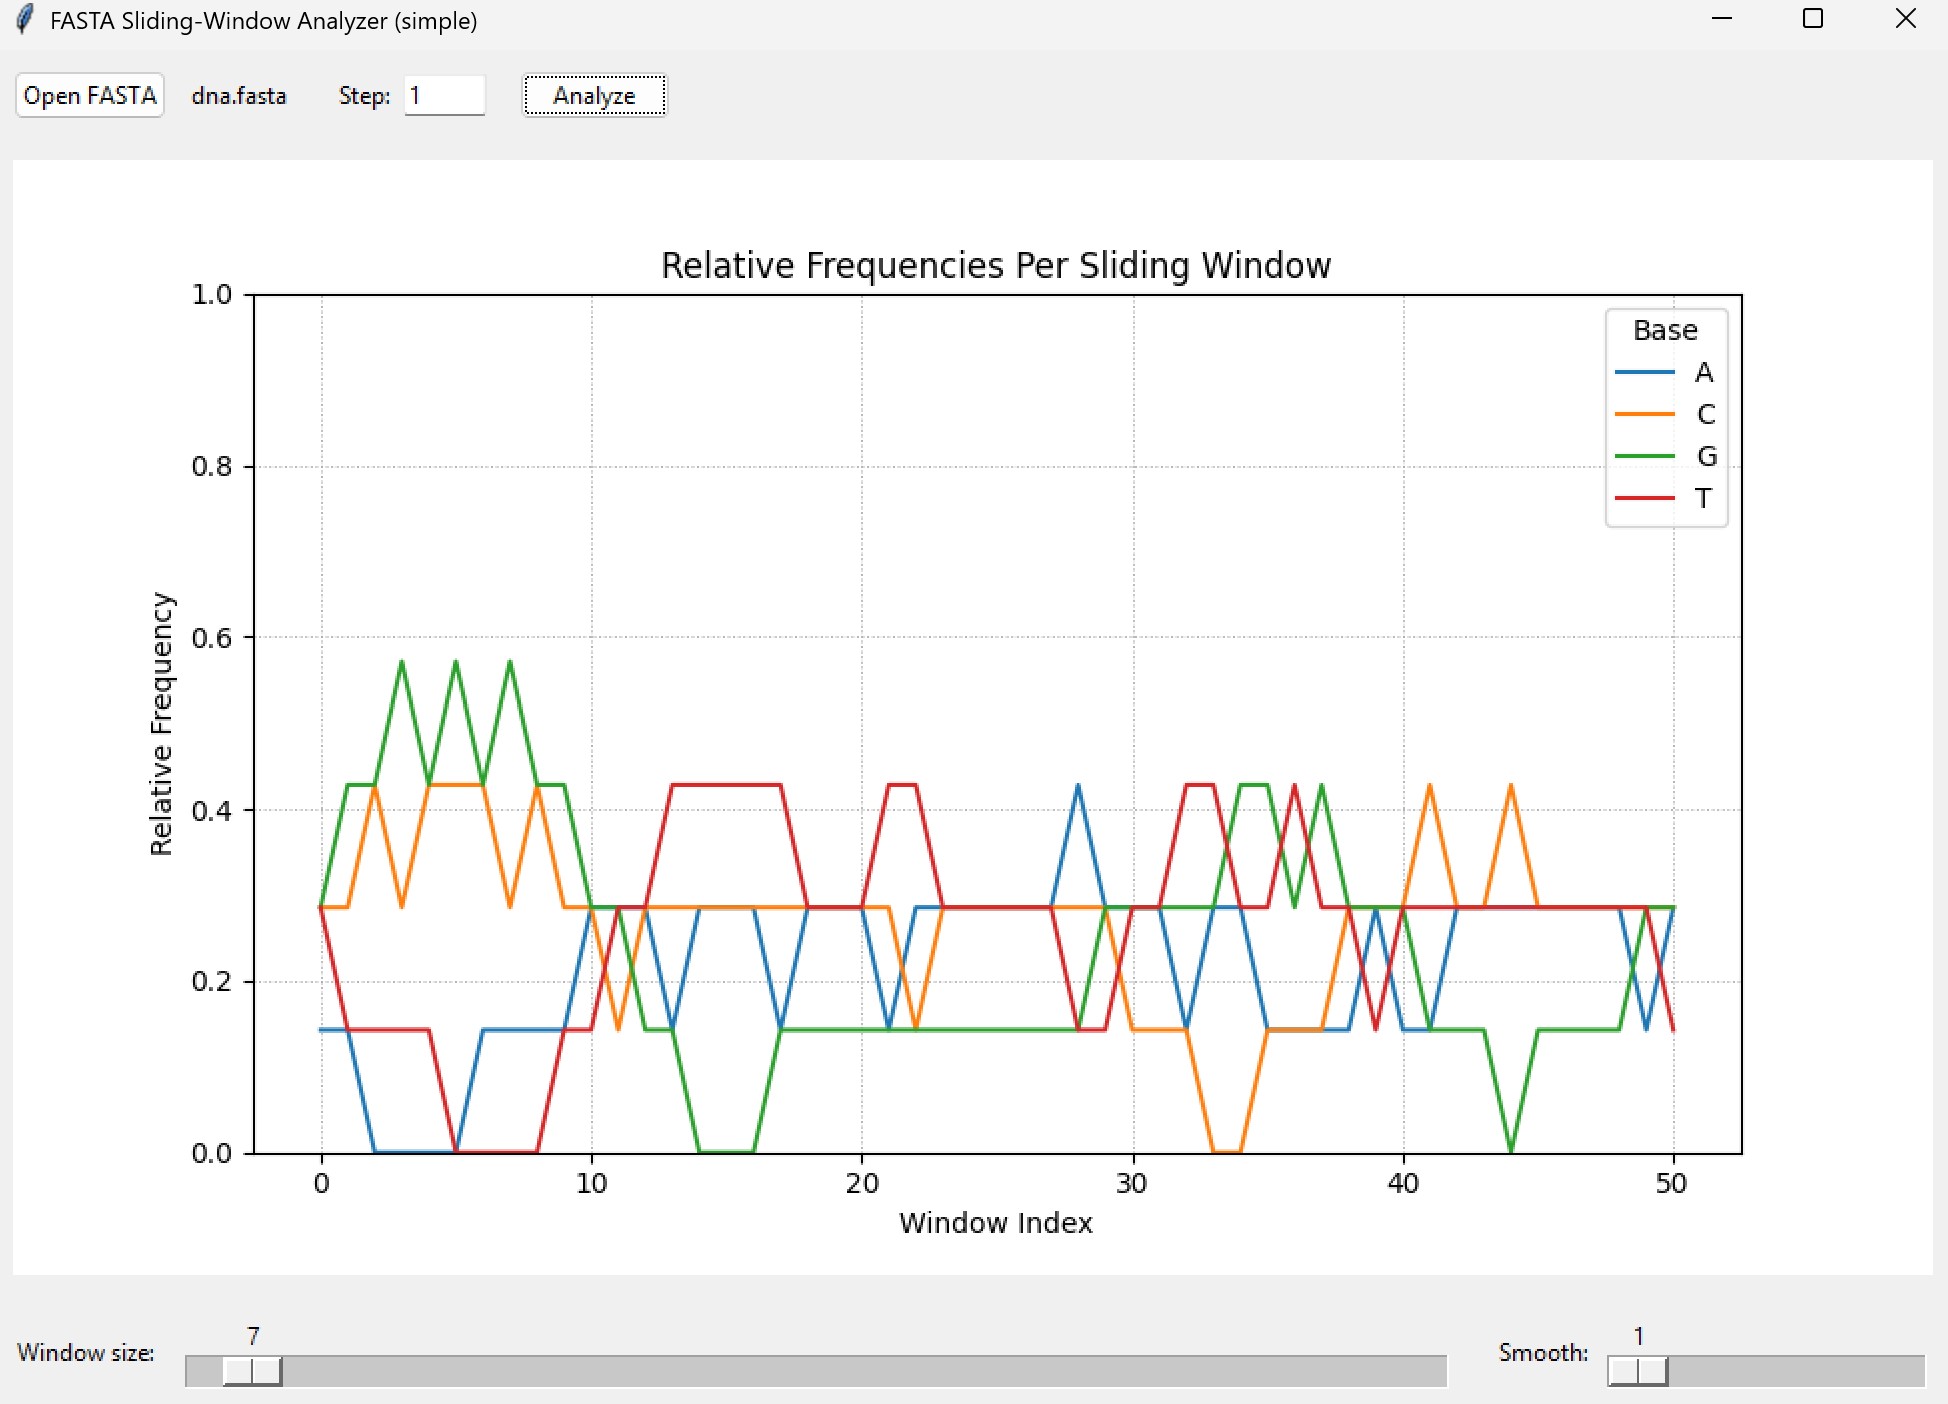 FASTA Sliding-Window Analyzer (simple)
Open FASTA dna.fasta Step: 1 Analyze
Relative Frequencies Per Sliding Window
1.0
0.8
0.6
0.4
0.2
0.0
Relative Frequency
Base
A
C
G
T
0 10 20 30 40 50
Window Index
Window size: 7
Smooth: 1